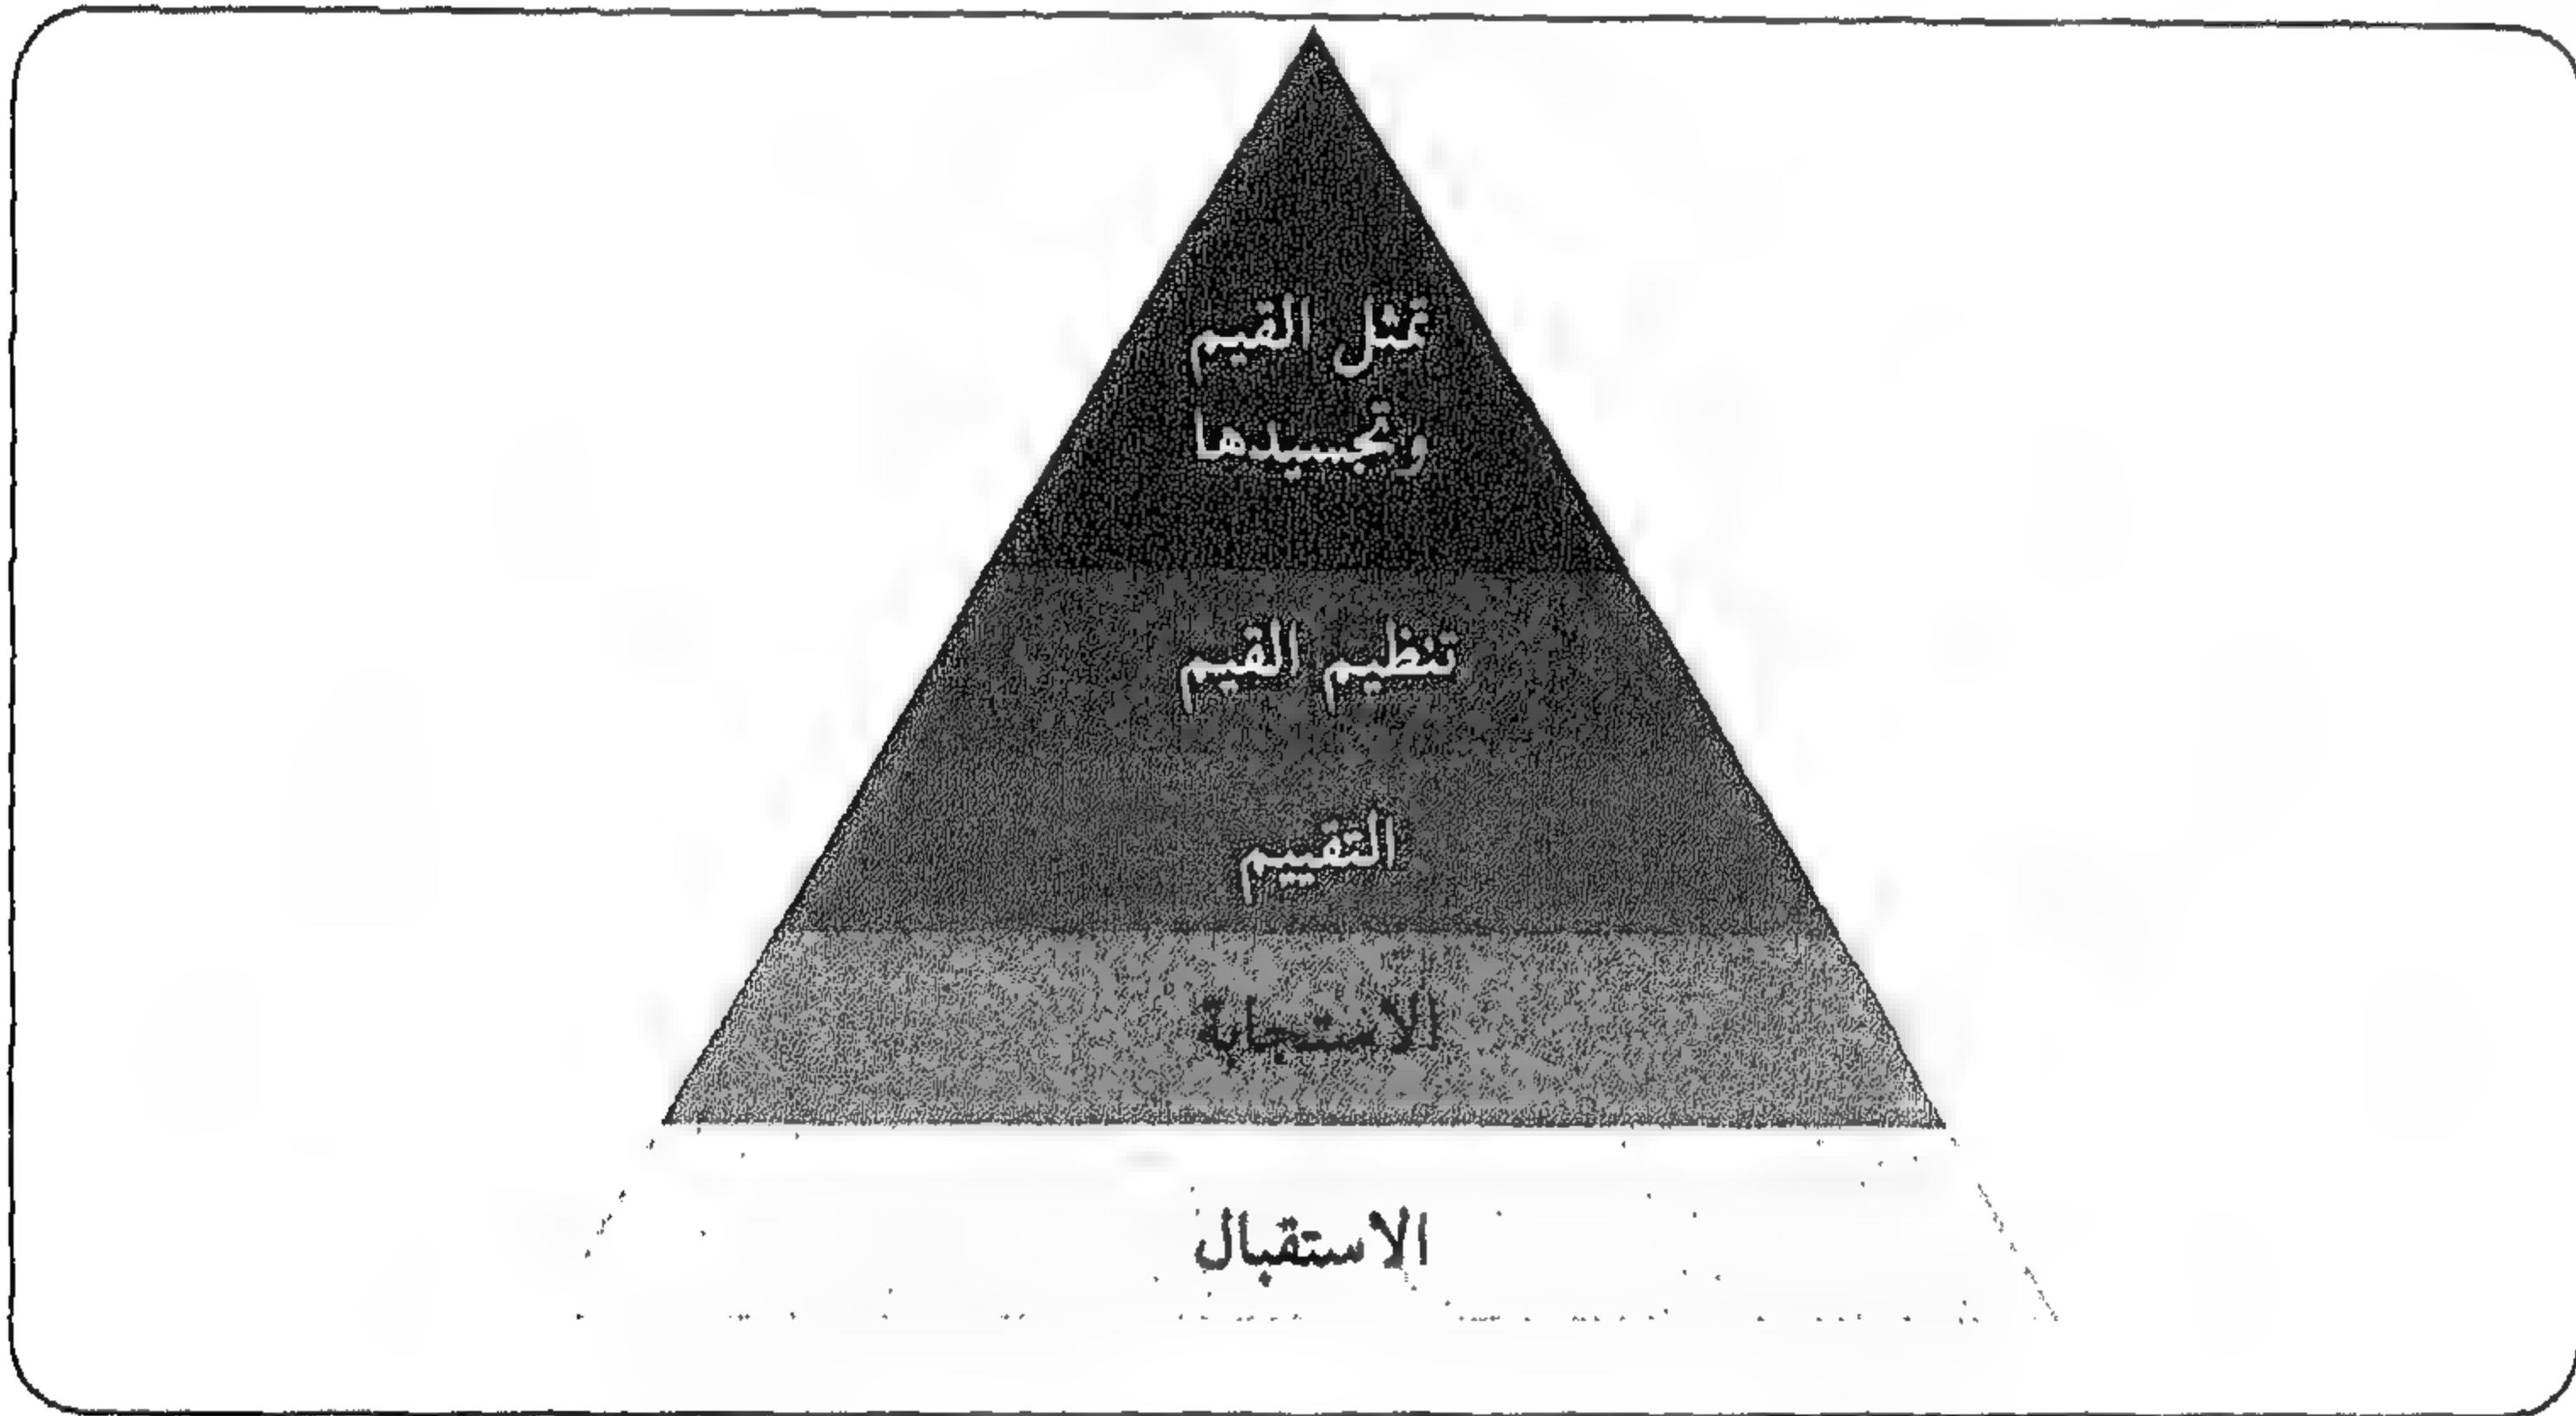 تمثل القيم
وتجسيدها
تنظيم القيم
التقييم
الاستجابة
الاستقبال